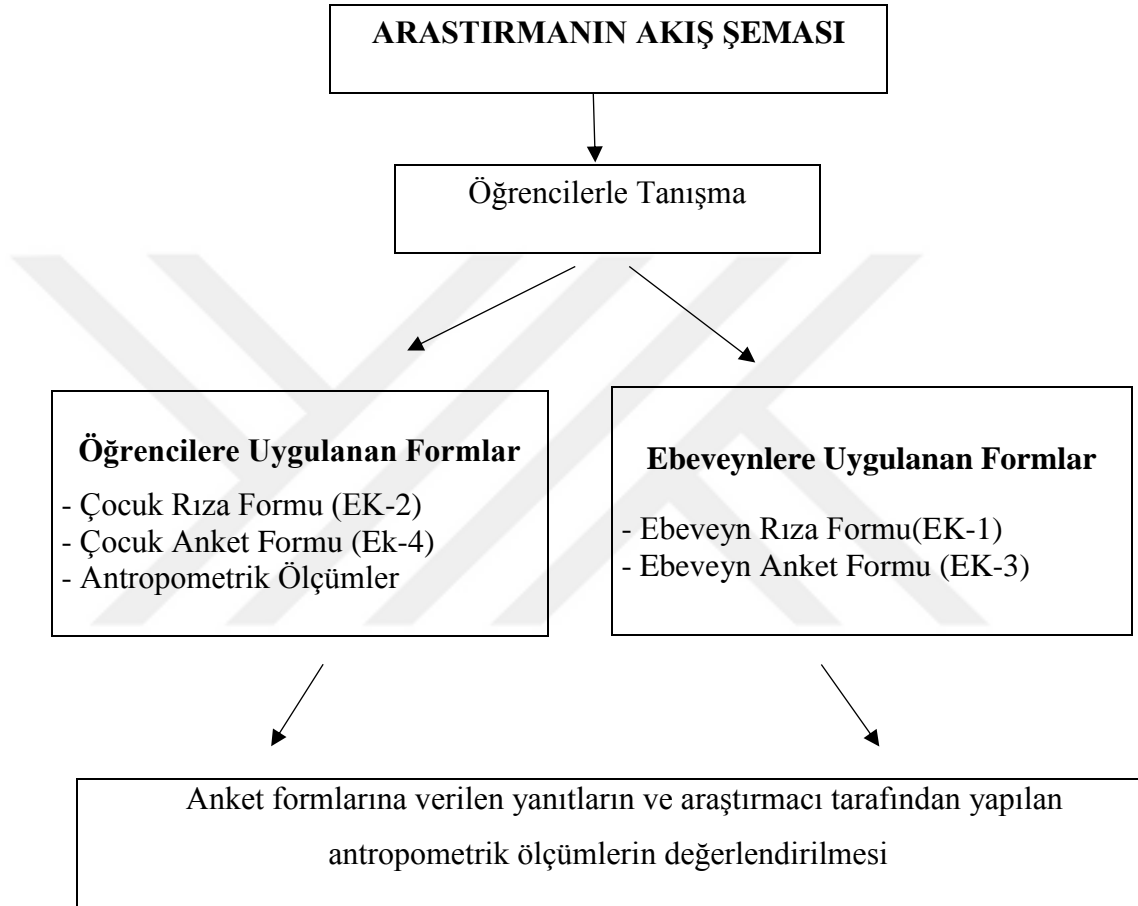 ARASTIRMANIN AKIŞ ŞEMASI
Öğrencilerle Tanışma
Öğrencilere Uygulanan Formlar
- Çocuk Rıza Formu (EK-2)
- Çocuk Anket Formu (Ek-4)
- Antropometrik Ölçümler
Ebeveynlere Uygulanan Formlar
- Ebeveyn Rıza Formu(EK-1)
- Ebeveyn Anket Formu (EK-3)
Anket formlarına verilen yanıtların ve araştırmacı tarafından yapılan
antropometrik ölçümlerin değerlendirilmesi